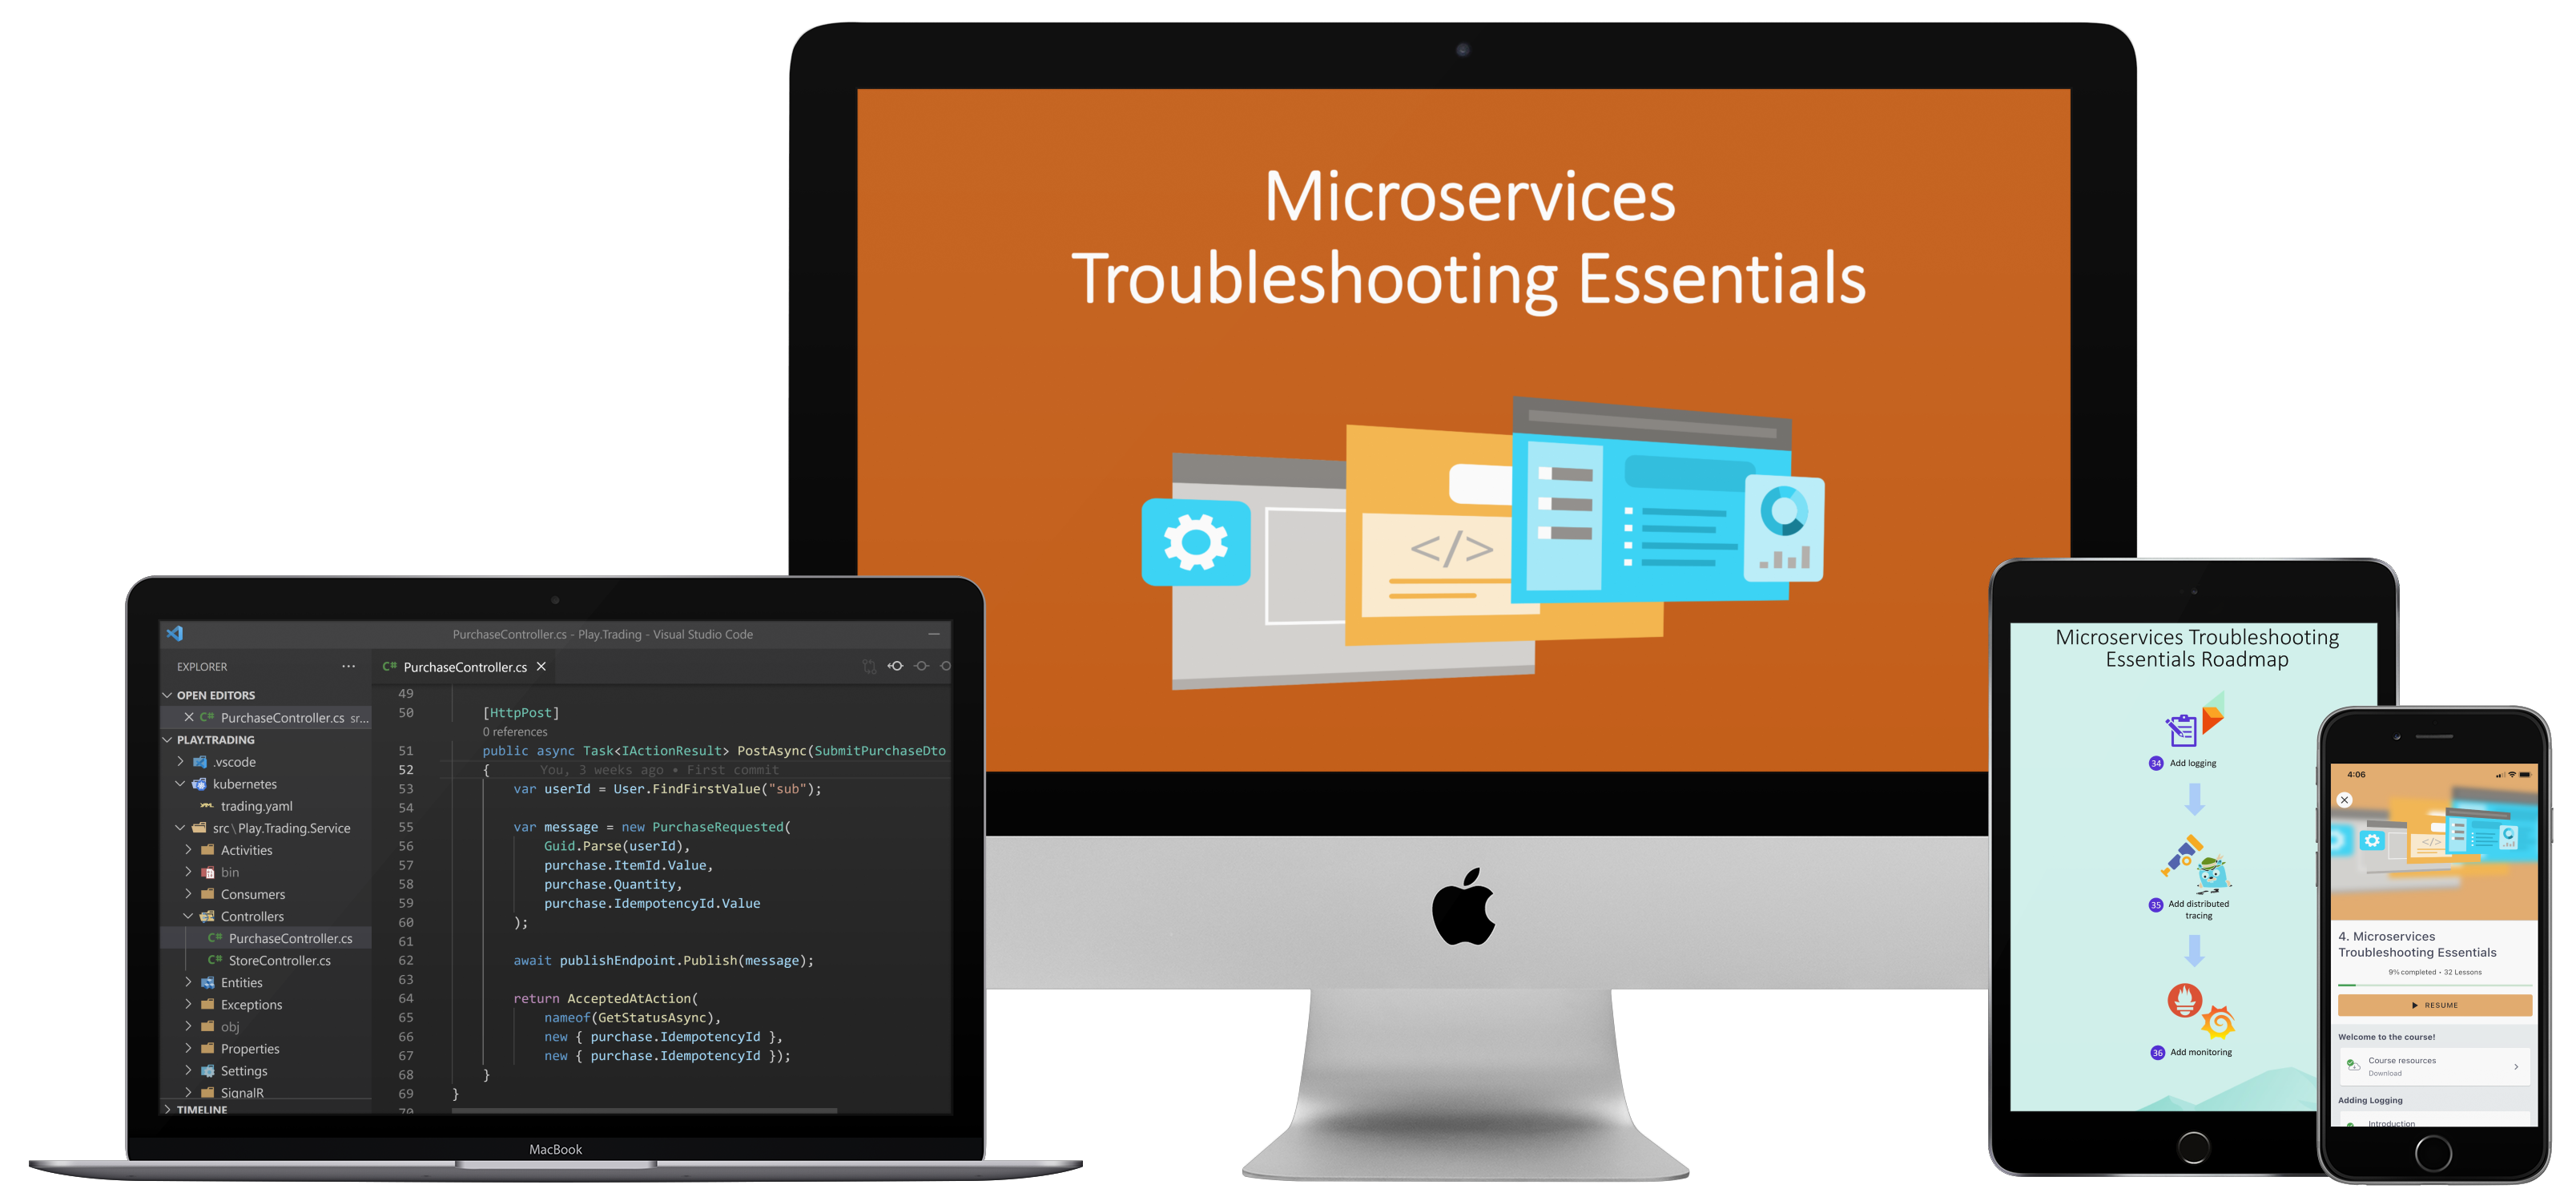 Microservices
Troubleshooting Essentials
</>
PurchaseController.cs - Play.Trading - Visual Studio Code
EXPLORER
PurchaseController.cs
OPEN EDITORS
PurchaseController.cs sr...
PLAY.TRADING
.vscode
kubernetes
trading.yaml
src\Play.Trading.Service
Activities
bin
Consumers
Controllers
PurchaseController.cs
StoreController.cs
Entities
Exceptions
obj
Properties
Settings
SignalR
TIMELINE
49
50 [HttpPost]
0 references
51 public async Task<IActionResult> PostAsync(SubmitPurchaseDto
52 { You, 3 weeks ago • First commit
53 var userId = User.FindFirstValue("sub");
54
55 var message = new PurchaseRequested(
56 Guid.Parse(userId),
57 purchase.ItemId.Value,
58 purchase.Quantity,
59 purchase.IdempotencyId.Value
60 );
61
62 await publishEndpoint.Publish(message);
63
64 return AcceptedAtAction(
65 nameof(GetStatusAsync),
66 new { purchase.IdempotencyId },
67 new { purchase.IdempotencyId });
68 }
69 }
70
MacBook
Microservices Troubleshooting
Essentials Roadmap
34 Add logging
35 Add distributed
tracing
36 Add monitoring
4:06
</>
4. Microservices
Troubleshooting Essentials
9% completed • 32 Lessons
RESUME
Welcome to the course!
Course resources
Download
Adding Logging
Introduction